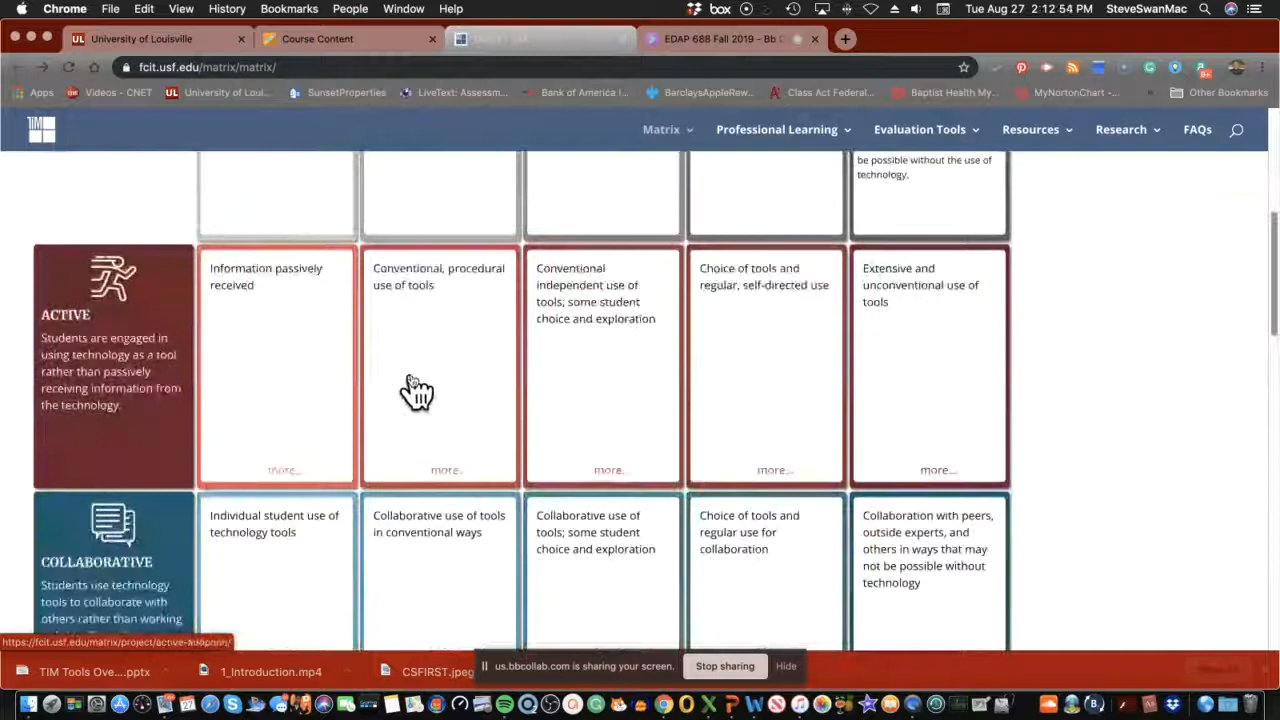 Chrome File Edit View History Bookmarks People Window Help
box
Tue Aug 27 2:12:54 PM SteveSwanMac
University of Louisville
Course Content
EDAP 688 Fall 2019 – Bb
fcit.usf.edu/matrix/matrix/
Apps
Videos - CNET
University of Loui...
SunsetProperties
LiveText: Assessm...
Bank of America I...
BarclaysAppleRew...
Class Act Federal...
Baptist Health My...
MyNortonChart -...
Other Bookmarks
TIM
Matrix
Professional Learning
Evaluation Tools
Resources
Research
FAQs
be possible without the use of
technology.
ACTIVE
Students are engaged in
using technology as a tool
rather than passively
receiving information from
the technology.
Information passively
received
more...
Conventional, procedural
use of tools
more...
Conventional
independent use of
tools; some student
choice and exploration
more...
Choice of tools and
regular, self-directed use
more...
Extensive and
unconventional use of
tools
more...
COLLABORATIVE
Students use technology
tools to collaborate with
others rather than working
Individual student use of
technology tools
Collaborative use of tools
in conventional ways
Collaborative use of
tools; some student
choice and exploration
Choice of tools and
regular use for
collaboration
Collaboration with peers,
outside experts, and
others in ways that may
not be possible without
technology
https://fcit.usf.edu/matrix/project/active-adoption/
TIM Tools Ove....pptx
1_Introduction.mp4
CSFIRST.jpeg
us.bbcollab.com is sharing your screen.
Stop sharing
Hide